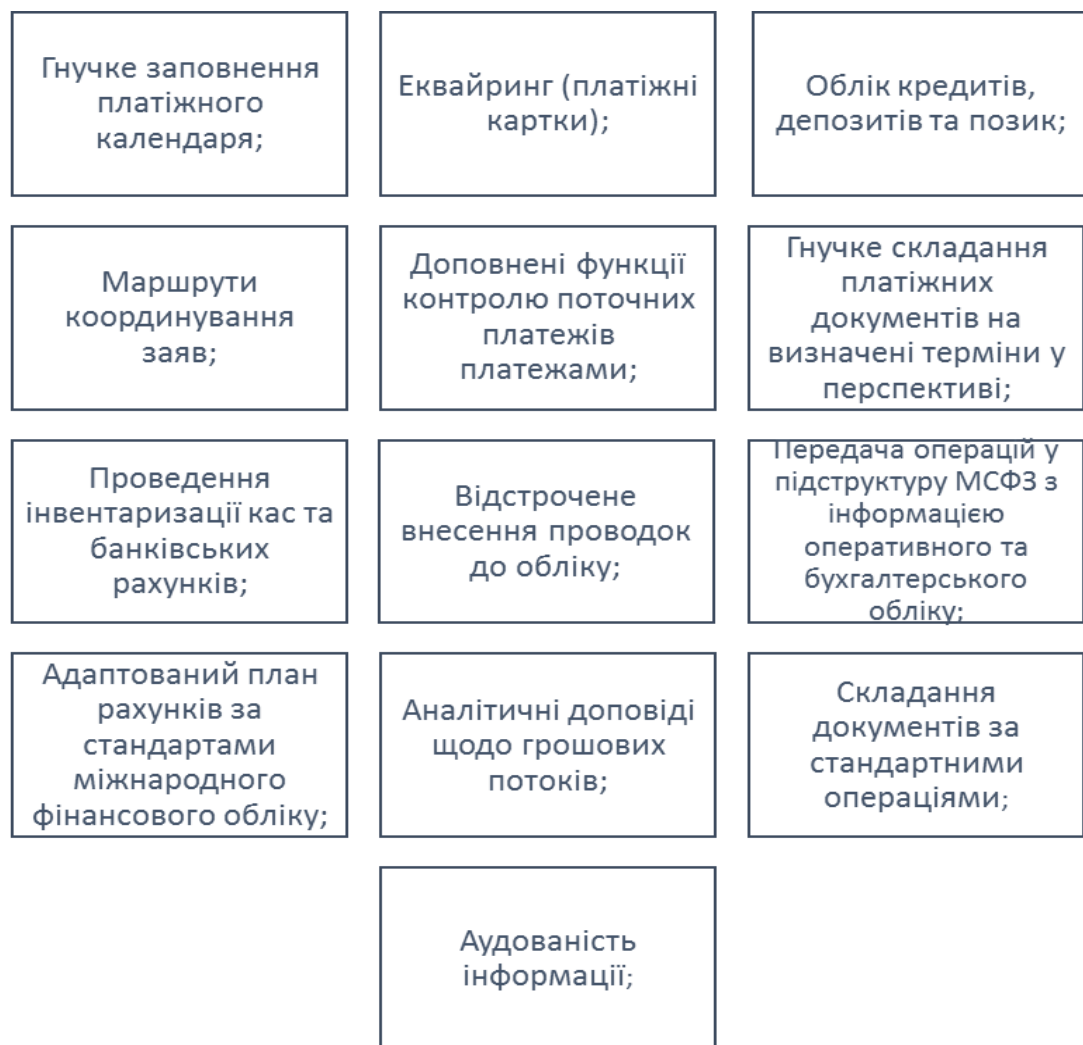 Гнучке заповнення
платіжного
календаря;
Еквайринг (платіжні
картки);
Облік кредитів,
депозитів та позик;
Маршрути
координування
заяв;
Доповнені функції
контролю поточних
платежів
платежами;
Гнучке складання
платіжних
документів на
визначені терміни у
перспективі;
Проведення
інвентаризації кас та
банківських
рахунків;
Відстрочене
внесення проводок
до обліку;
Передача операцій у
підструктуру МСФЗ з
інформацією
оперативного та
бухгалтерського
обліку;
Адаптований план
рахунків за
стандартами
міжнародного
фінансового обліку;
Аналітичні доповіді
щодо грошових
потоків;
Складання
документів за
стандартними
операціями;
Аудованість
інформації;